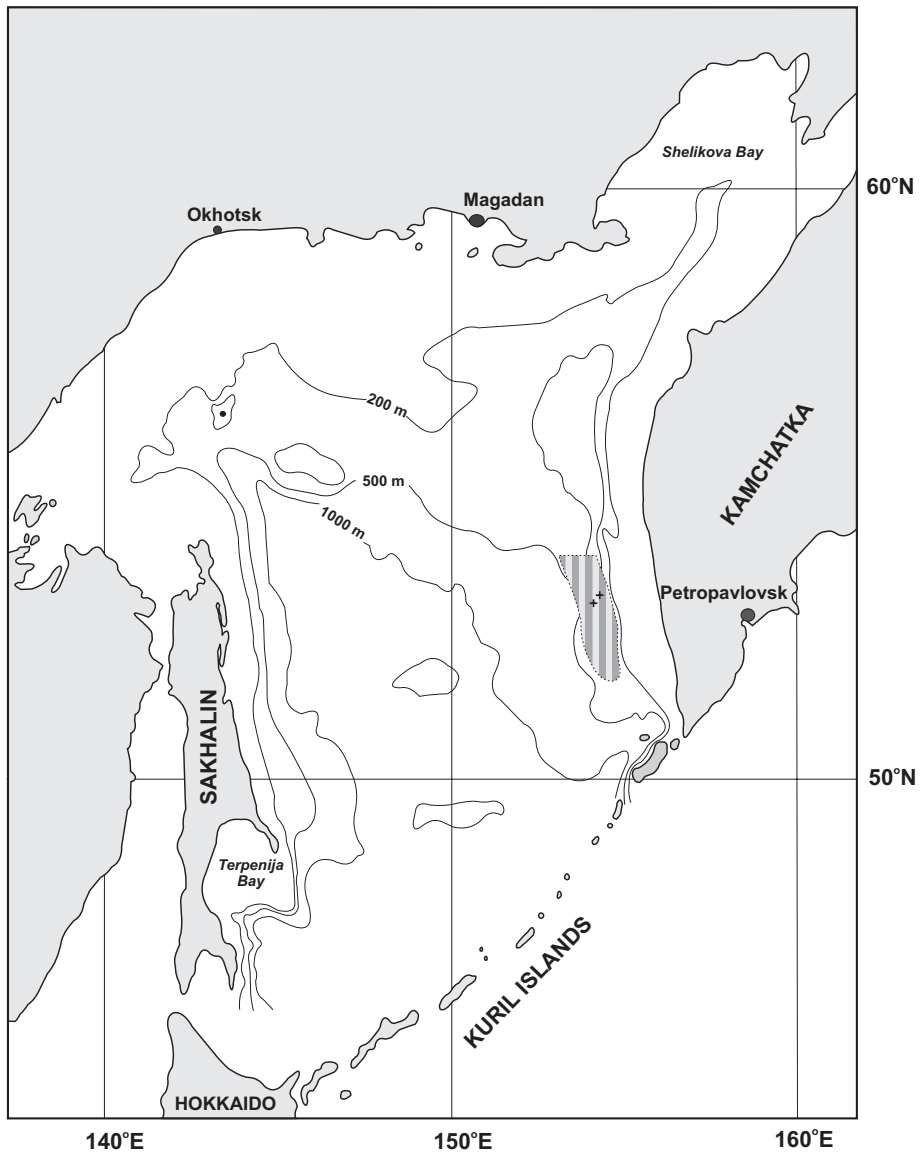 Shelikova Bay
60°N
Magadan
Okhotsk
200 m
500 m
1000 m
KAMCHATKA
Petropavlovsk
SAKHALIN
50°N
Terpenija
Bay
KURIL ISLANDS
HOKKAIDO
140°E
150°E
160°E